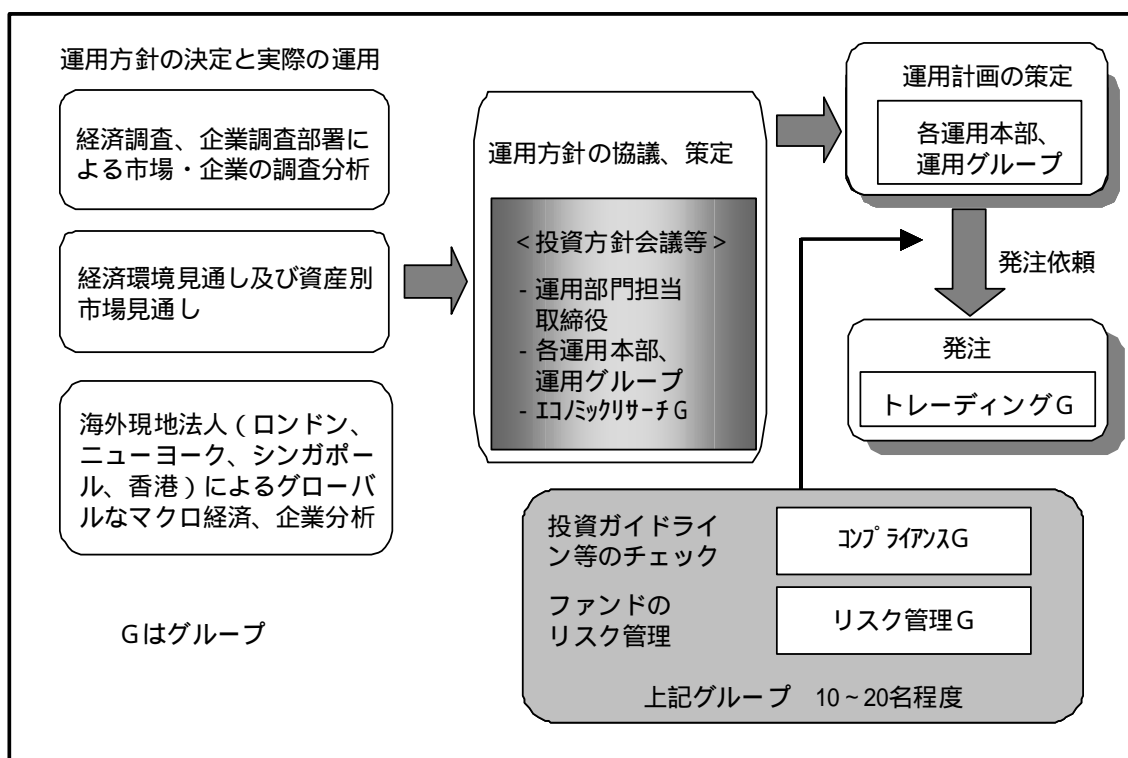 運用方針の決定と実際の運用
経済調査、企業調査部署に
よる市場・企業の調査分析
経済環境見通し及び資産別
市場見通し
海外現地法人（ロンドン、
ニューヨーク、シンガポー
ル、香港）によるグローバ
ルなマクロ経済、企業分析
Gはグループ
運用方針の協議、策定
＜投資方針会議等＞
- 運用部門担当
取締役
- 各運用本部、
運用グループ
- ｴｺﾉﾐｯｸﾘｻｰﾁG
運用計画の策定
各運用本部、
運用グループ
発注依頼
発注
トレーディングG
投資ガイドライ
ン等のチェック
ｺﾝﾌﾟﾗｲｱﾝｽG
ファンドの
リスク管理
リスク管理G
上記グループ　10～20名程度